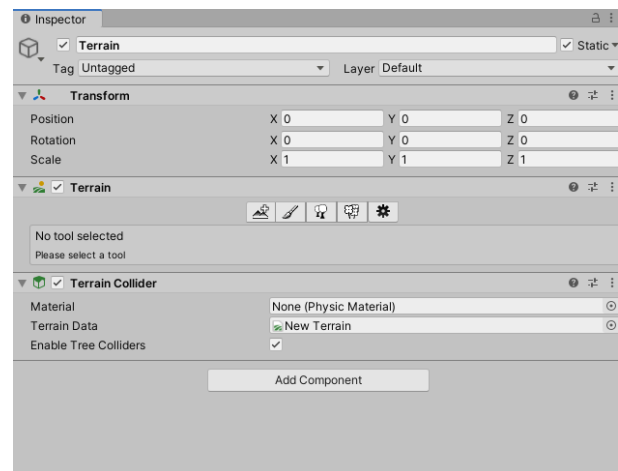 Inspector
Terrain Static
Tag Untagged Layer Default
Transform
Position X 0 Y 0 Z 0
Rotation X 0 Y 0 Z 0
Scale X 1 Y 1 Z 1
Terrain
No tool selected
Please select a tool
Terrain Collider
Material None (Physic Material)
Terrain Data New Terrain
Enable Tree Colliders
Add Component